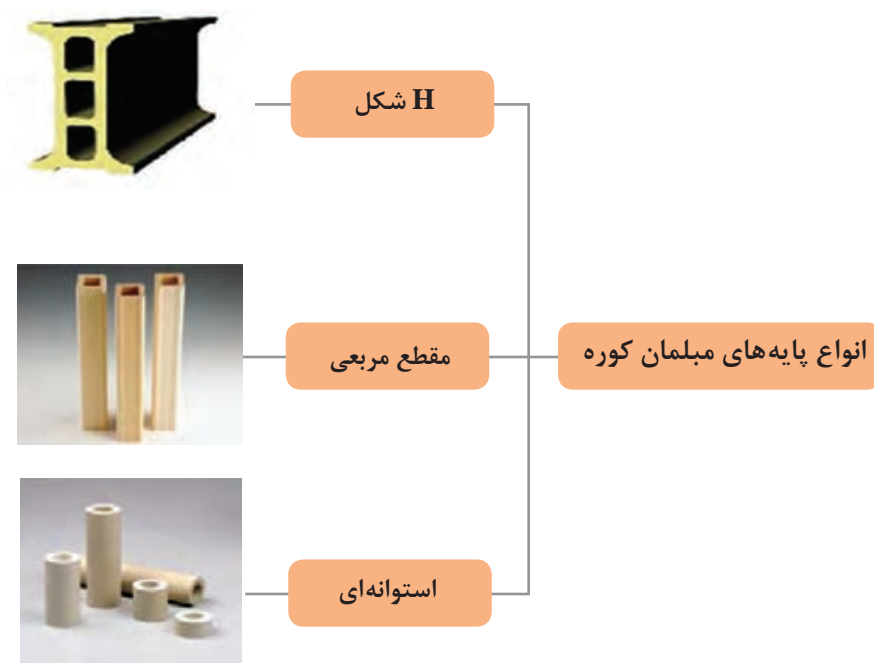 انواع پایه‌های مبلمان کوره
H شکل
مقطع مربعی
استوانه‌ای